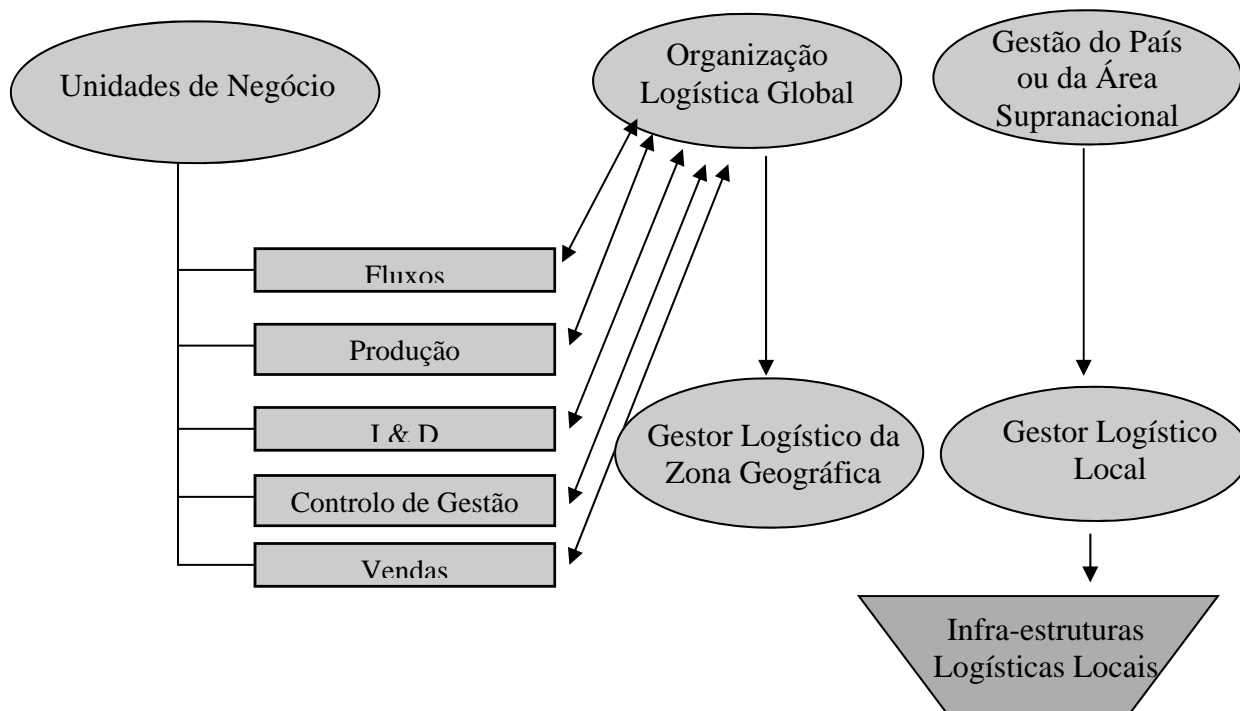 Unidades de Negócio
Organização
Logística Global
Gestão do País
ou da Área
Supranacional
Fluxos
Produção
I & D
Controlo de Gestão
Vendas
Gestor Logístico da
Zona Geográfica
Gestor Logístico
Local
Infra-estruturas
Logísticas Locais